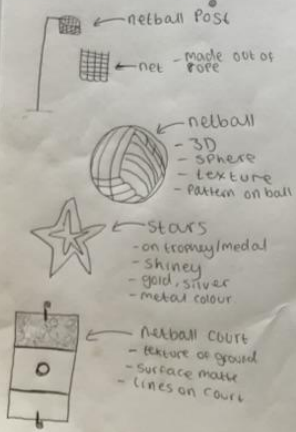 netball Post
net - made out of
rope
netball
- 3D
- sphere
- texture
- pattern on ball
stars
- on trophey/medal
- shiney
- gold, silver
- metal colour
netball court
- texture of ground
- surface matte
- lines on court